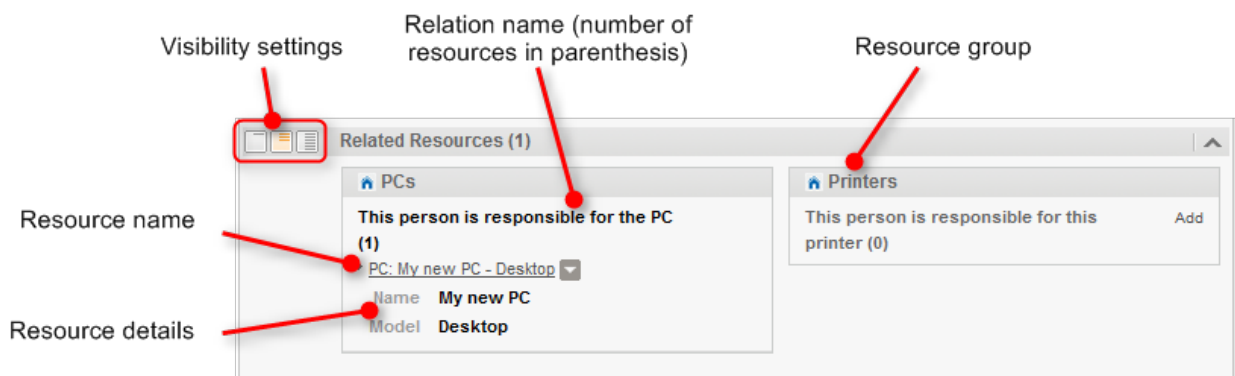 Relation name (number of
resources in parenthesis)
Visibility settings
Resource group
Related Resources (1)
PCs
Printers
This person is responsible for the PC
(1)
This person is responsible for this
printer (0)
Add
Resource name
PC: My new PC - Desktop
Name My new PC
Model Desktop
Resource details